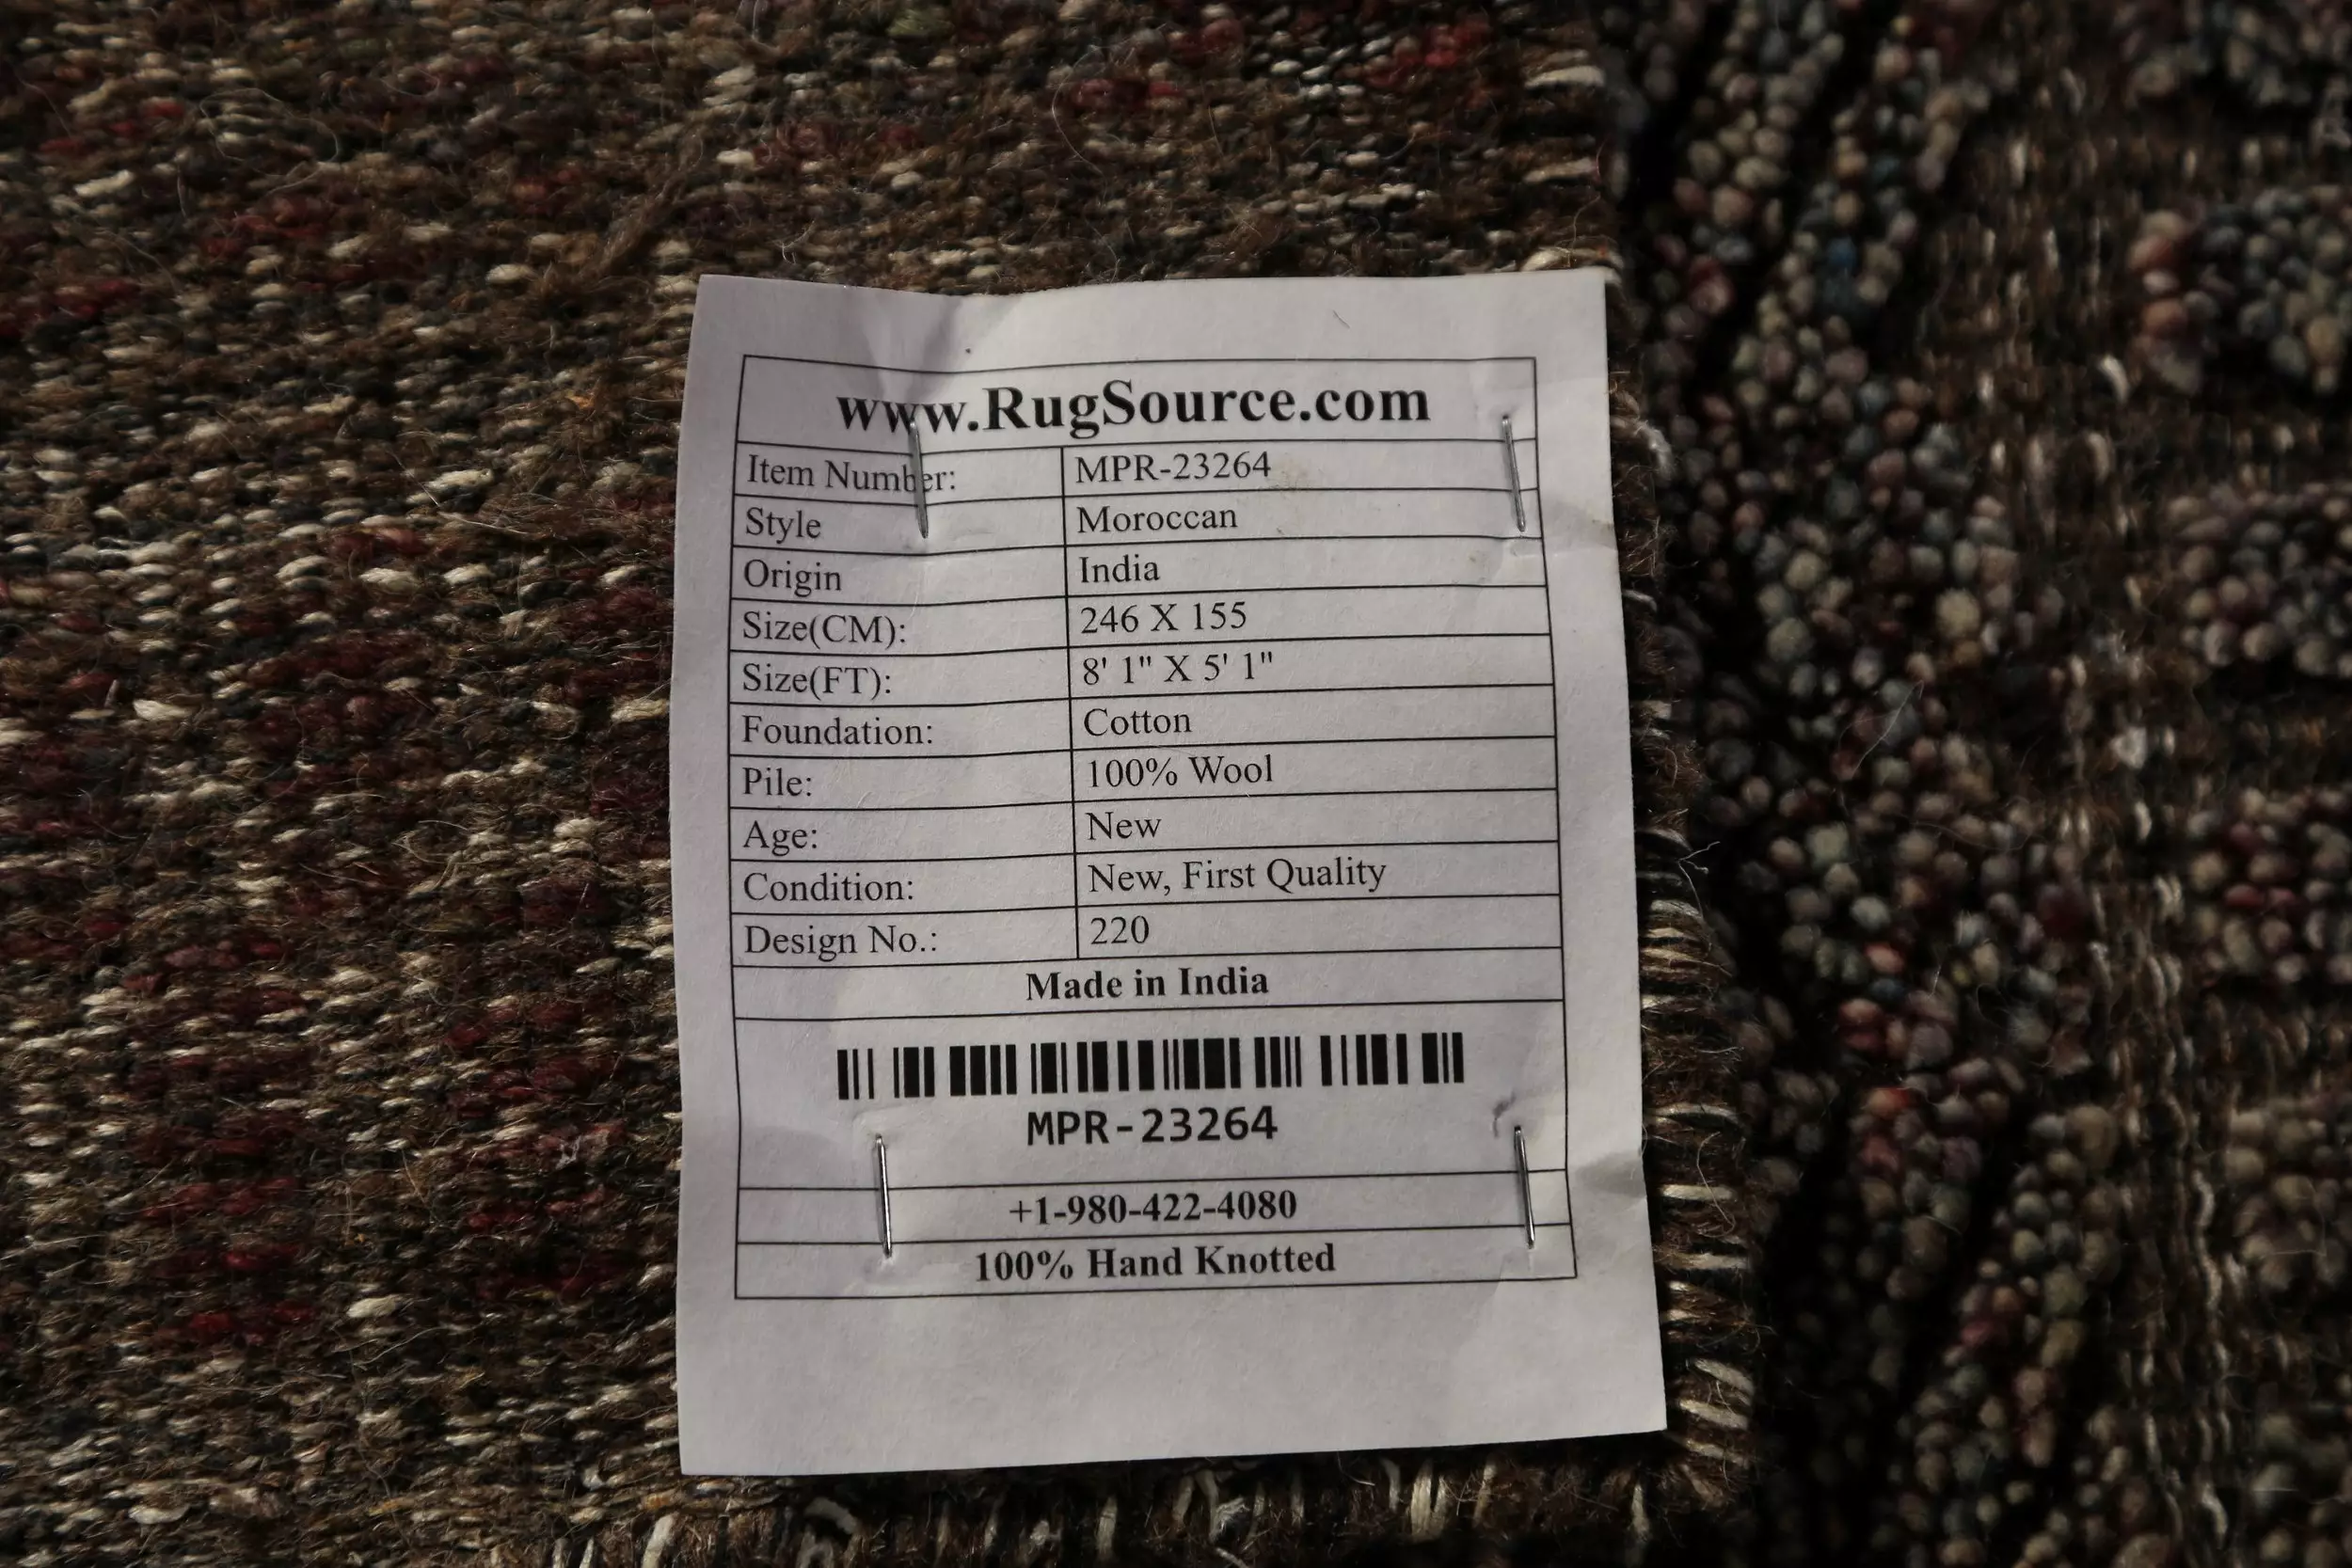 www.RugSource.com
Item Number: MPR-23264
Style Moroccan
Origin India
Size(CM): 246 X 155
Size(FT): 8' 1" X 5' 1"
Foundation: Cotton
Pile: 100% Wool
Age: New
Condition: New, First Quality
Design No.: 220
Made in India
MPR-23264
+1-980-422-4080
100% Hand Knotted